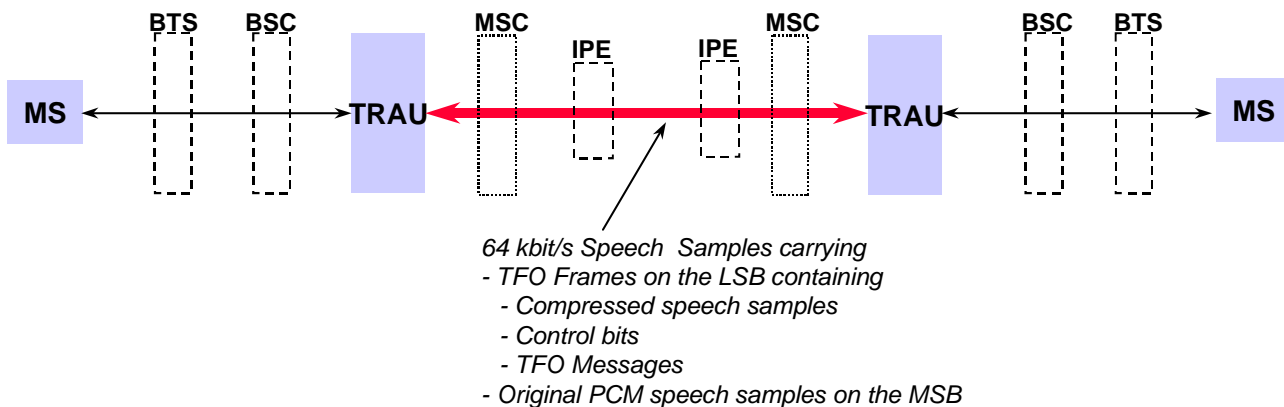 BTS BSC MSC IPE IPE MSC BSC BTS
MS TRAU TRAU MS
64 kbit/s Speech Samples carrying
- TFO Frames on the LSB containing
- Compressed speech samples
- Control bits
- TFO Messages
- Original PCM speech samples on the MSB